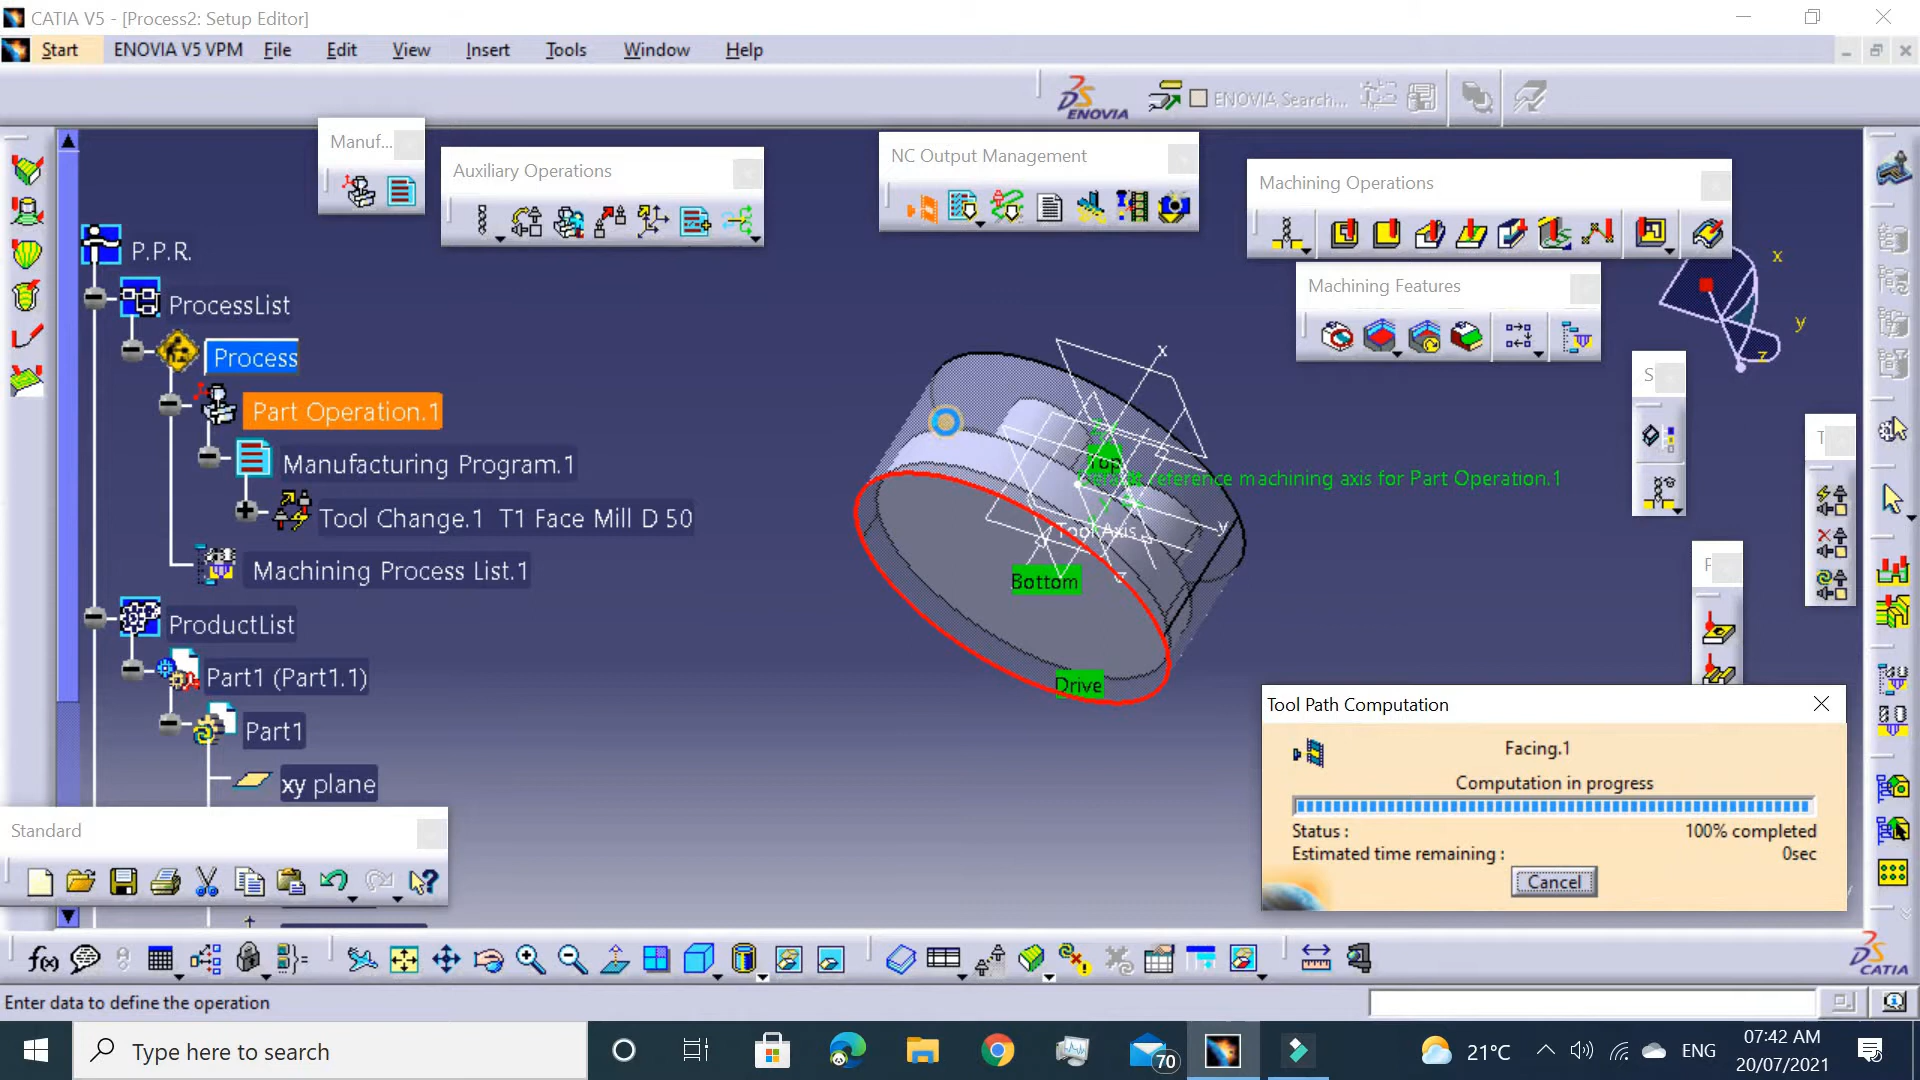 CATIA V5 - [Process2: Setup Editor]
Start ENOVIA V5 VPM File Edit View Insert Tools Window Help
ENOVIA
ENOVIA Search...
Manuf...
Auxiliary Operations
NC Output Management
Machining Operations
Machining Features
P.P.R.
ProcessList
Process
Part Operation.1
Manufacturing Program.1
Tool Change.1 T1 Face Mill D 50
Machining Process List.1
ProductList
Part1 (Part1.1)
Part1
xy plane
x
y
z
x
y
Top
reference machining axis for Part Operation.1
Tool Axis
Bottom
Drive
S
T
F
Tool Path Computation
Facing.1
Computation in progress
Status : 100% completed
Estimated time remaining : 0sec
Cancel
Standard
f(x)
CATIA
Enter data to define the operation
Type here to search
70
21°C
ENG
07:42 AM
20/07/2021